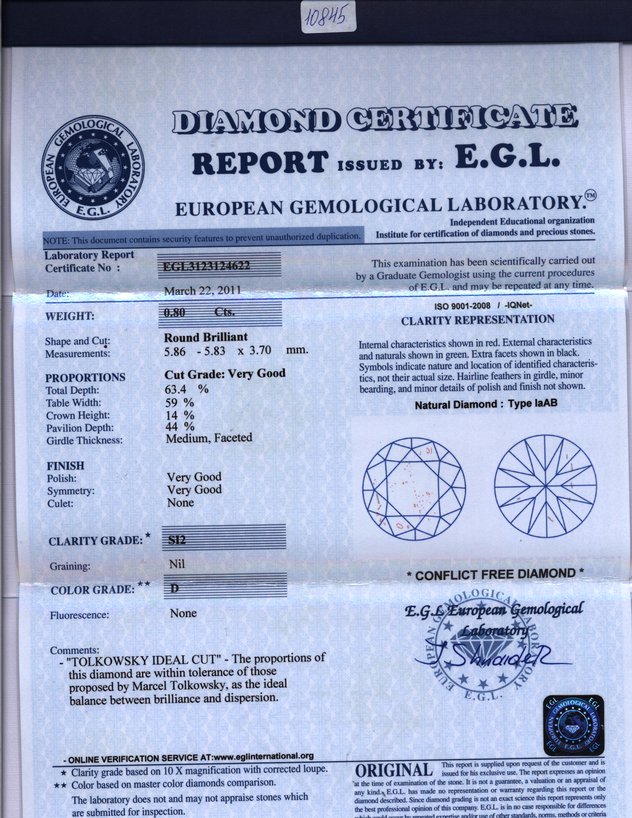 10845
DIAMOND CERTIFICATE
REPORT ISSUED BY: E.G.L.
EUROPEAN GEMOLOGICAL LABORATORY
E.G.L.
EUROPEAN GEMOLOGICAL LABORATORY.™
Independent Educational organization
Institute for certification of diamonds and precious stones.
NOTE: This document contains security features to prevent unauthorized duplication.
Laboratory Report
Certificate No : EGL3123124622
Date: March 22, 2011
WEIGHT: 0.80 Cts.
Shape and Cut: Round Brilliant
Measurements: 5.86 - 5.83 x 3.70 mm.
PROPORTIONS Cut Grade: Very Good
Total Depth: 63.4 %
Table Width: 59 %
Crown Height: 14 %
Pavilion Depth: 44 %
Girdle Thickness: Medium, Faceted
FINISH
Polish: Very Good
Symmetry: Very Good
Culet: None
CLARITY GRADE: * SI2
Graining: Nil
COLOR GRADE: ** D
Fluorescence: None
Comments:
- "TOLKOWSKY IDEAL CUT" - The proportions of
this diamond are within tolerance of those
proposed by Marcel Tolkowsky, as the ideal
balance between brilliance and dispersion.
- ONLINE VERIFICATION SERVICE AT:www.eglinternational.org
* Clarity grade based on 10 X magnification with corrected loupe.
** Color based on master color diamonds comparison.
The laboratory does not and may not appraise stones which
are submitted for inspection.
This examination has been scientifically carried out
by a Graduate Gemologist using the current procedures
of E.G.L. and may be repeated at any time.
ISO 9001-2008 / -IQNet-
CLARITY REPRESENTATION
Internal characteristics shown in red. External characteristics
and naturals shown in green. Extra facets shown in black.
Symbols indicate nature and location of identified characteris-
tics, not their actual size. Hairline feathers in girdle, minor
bearding, and minor details of polish and finish not shown.
Natural Diamond : Type IaAB
* CONFLICT FREE DIAMOND *
E.G.L European Gemological
Laboratory
E.G.L.
EGL
EGL
E.G.L.
EGL
EGL
ORIGINAL
This report is supplied upon request of the customer and is
issued for his exclusive use. The report expresses an opinion
at the time of examination of the stone. It is not a guarantee, a valuation or an appraisal of
any kind. E.G.L. has made no representation or warranty regarding this report or the
diamond described. Since diamond grading is not an exact science this report represents only
the best professional opinion of this company. E.G.L. is in no case responsible for differences